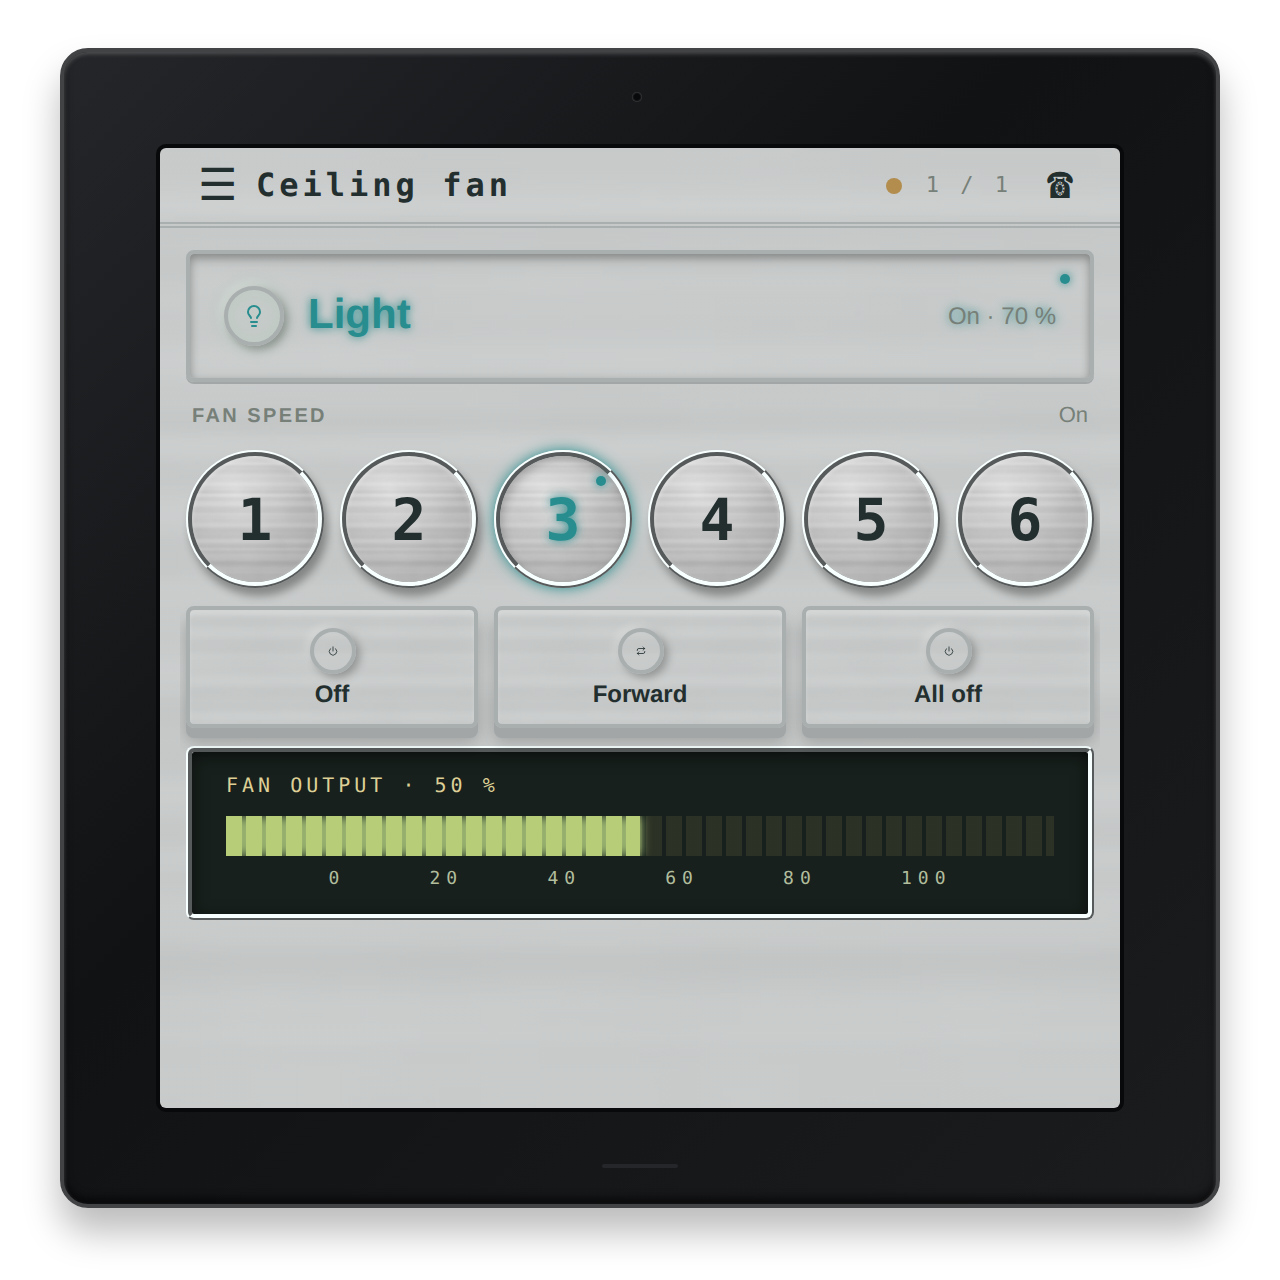 ☰ Ceiling fan 1 / 1 ☎
Light On · 70 %
FAN SPEED On
1 2 3 4 5 6
Off Forward All off
FAN OUTPUT · 50 %
0 20 40 60 80 100